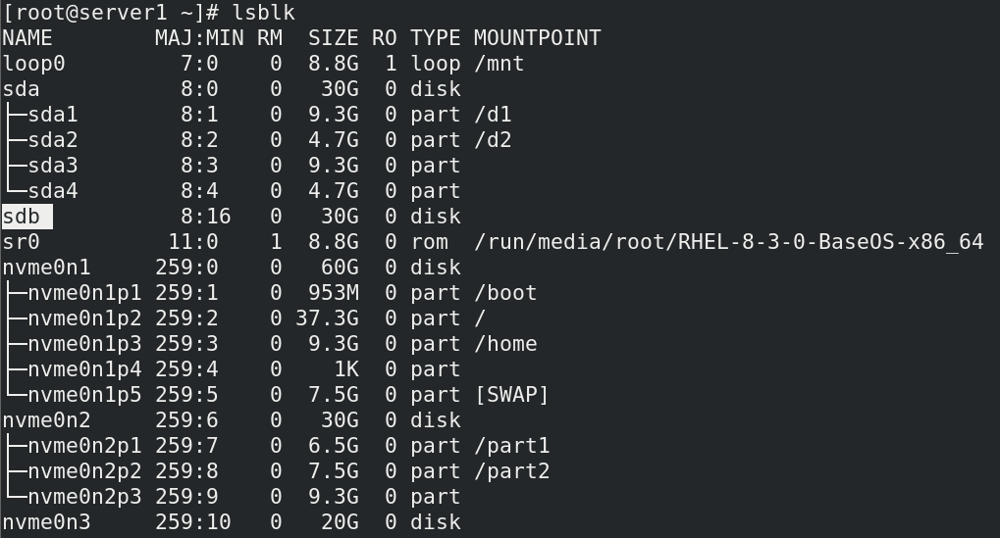 [root@server1 ~]# lsblk
NAME        MAJ:MIN RM   SIZE RO TYPE MOUNTPOINT
loop0         7:0    0   8.8G  1 loop /mnt
sda           8:0    0    30G  0 disk
├─sda1        8:1    0   9.3G  0 part /d1
├─sda2        8:2    0   4.7G  0 part /d2
├─sda3        8:3    0   9.3G  0 part
└─sda4        8:4    0   4.7G  0 part
sdb           8:16   0    30G  0 disk
sr0          11:0    1   8.8G  0 rom  /run/media/root/RHEL-8-3-0-BaseOS-x86_64
nvme0n1     259:0    0    60G  0 disk
├─nvme0n1p1 259:1    0   953M  0 part /boot
├─nvme0n1p2 259:2    0  37.3G  0 part /
├─nvme0n1p3 259:3    0   9.3G  0 part /home
├─nvme0n1p4 259:4    0     1K  0 part
└─nvme0n1p5 259:5    0   7.5G  0 part [SWAP]
nvme0n2     259:6    0    30G  0 disk
├─nvme0n2p1 259:7    0   6.5G  0 part /part1
├─nvme0n2p2 259:8    0   7.5G  0 part /part2
└─nvme0n2p3 259:9    0   9.3G  0 part
nvme0n3     259:10   0    20G  0 disk